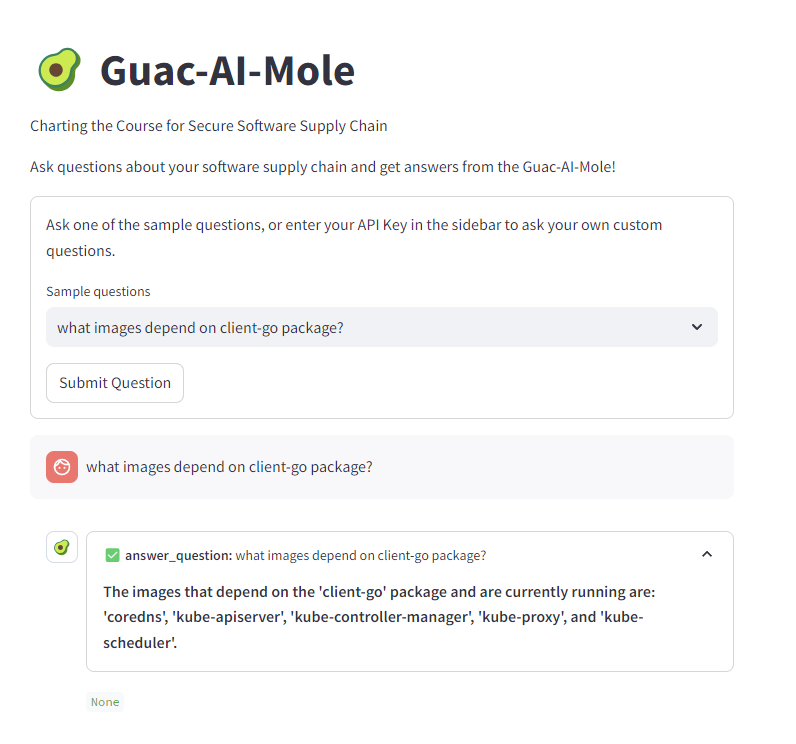 Guac-AI-Mole
Charting the Course for Secure Software Supply Chain
Ask questions about your software supply chain and get answers from the Guac-AI-Mole!
Ask one of the sample questions, or enter your API Key in the sidebar to ask your own custom
questions.
Sample questions
what images depend on client-go package?
Submit Question
what images depend on client-go package?
answer_question: what images depend on client-go package?
The images that depend on the 'client-go' package and are currently running are:
'coredns', 'kube-apiserver', 'kube-controller-manager', 'kube-proxy', and 'kube-
scheduler'.
None